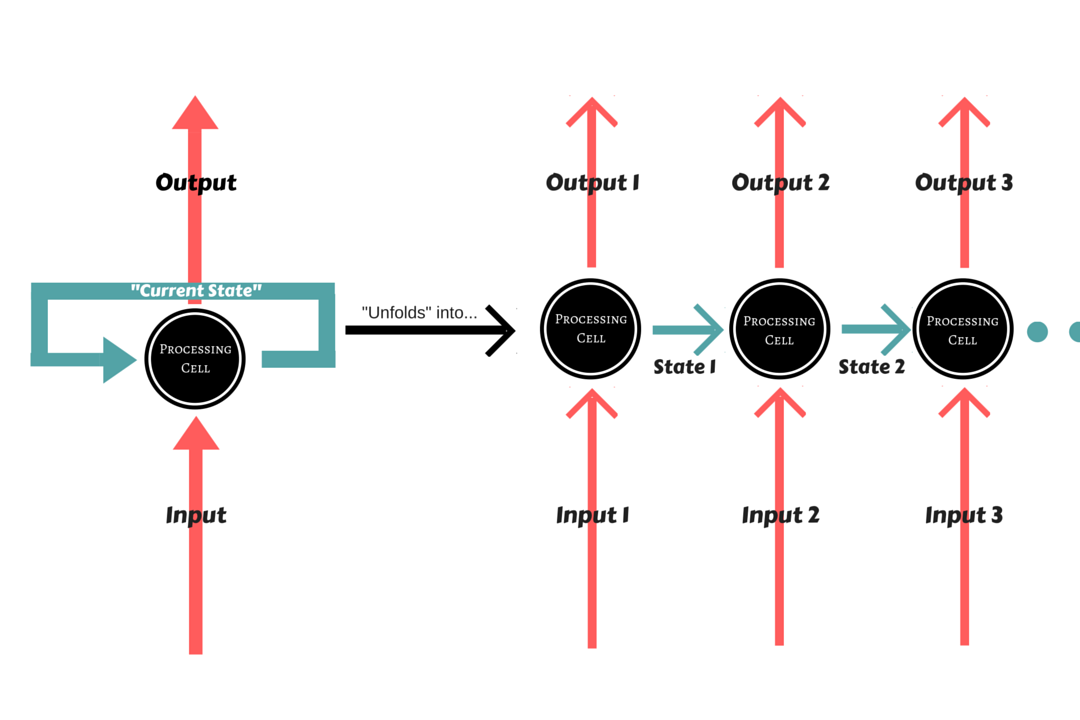 Output
Output 1
Output 2
Output 3
"Current State"
"Unfolds" into...
Processing
Cell
Processing
Cell
Processing
Cell
Processing
Cell
State 1
State 2
Input
Input 1
Input 2
Input 3